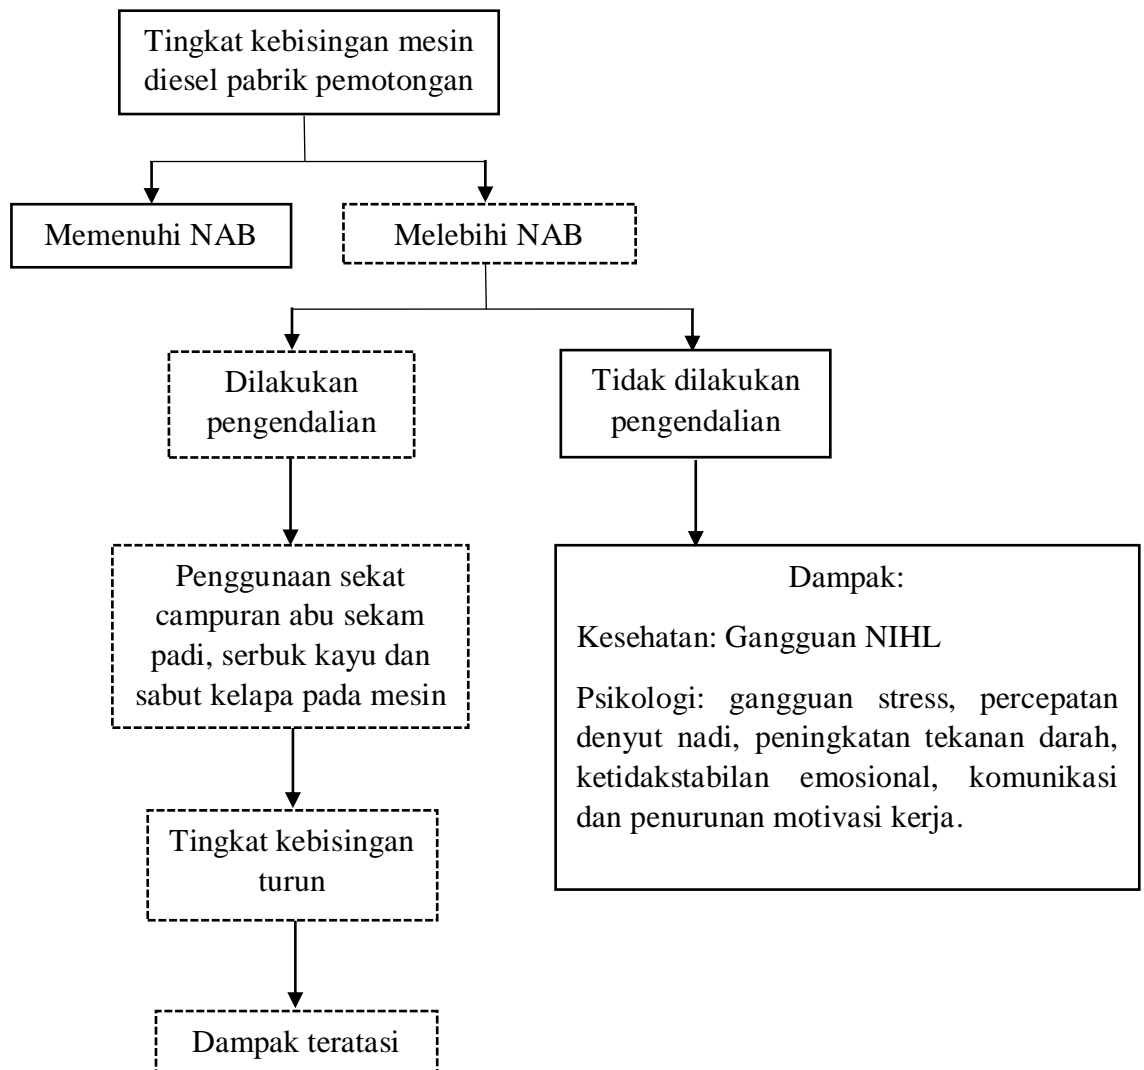 Tingkat kebisingan mesin
diesel pabrik pemotongan
Memenuhi NAB
Melebihi NAB
Dilakukan
pengendalian
Tidak dilakukan
pengendalian
Penggunaan sekat
campuran abu sekam
padi, serbuk kayu dan
sabut kelapa pada mesin
Dampak:
Kesehatan: Gangguan NIHL
Psikologi: gangguan stress, percepatan
denyut nadi, peningkatan tekanan darah,
ketidakstabilan emosional, komunikasi
dan penurunan motivasi kerja.
Tingkat kebisingan
turun
Dampak teratasi